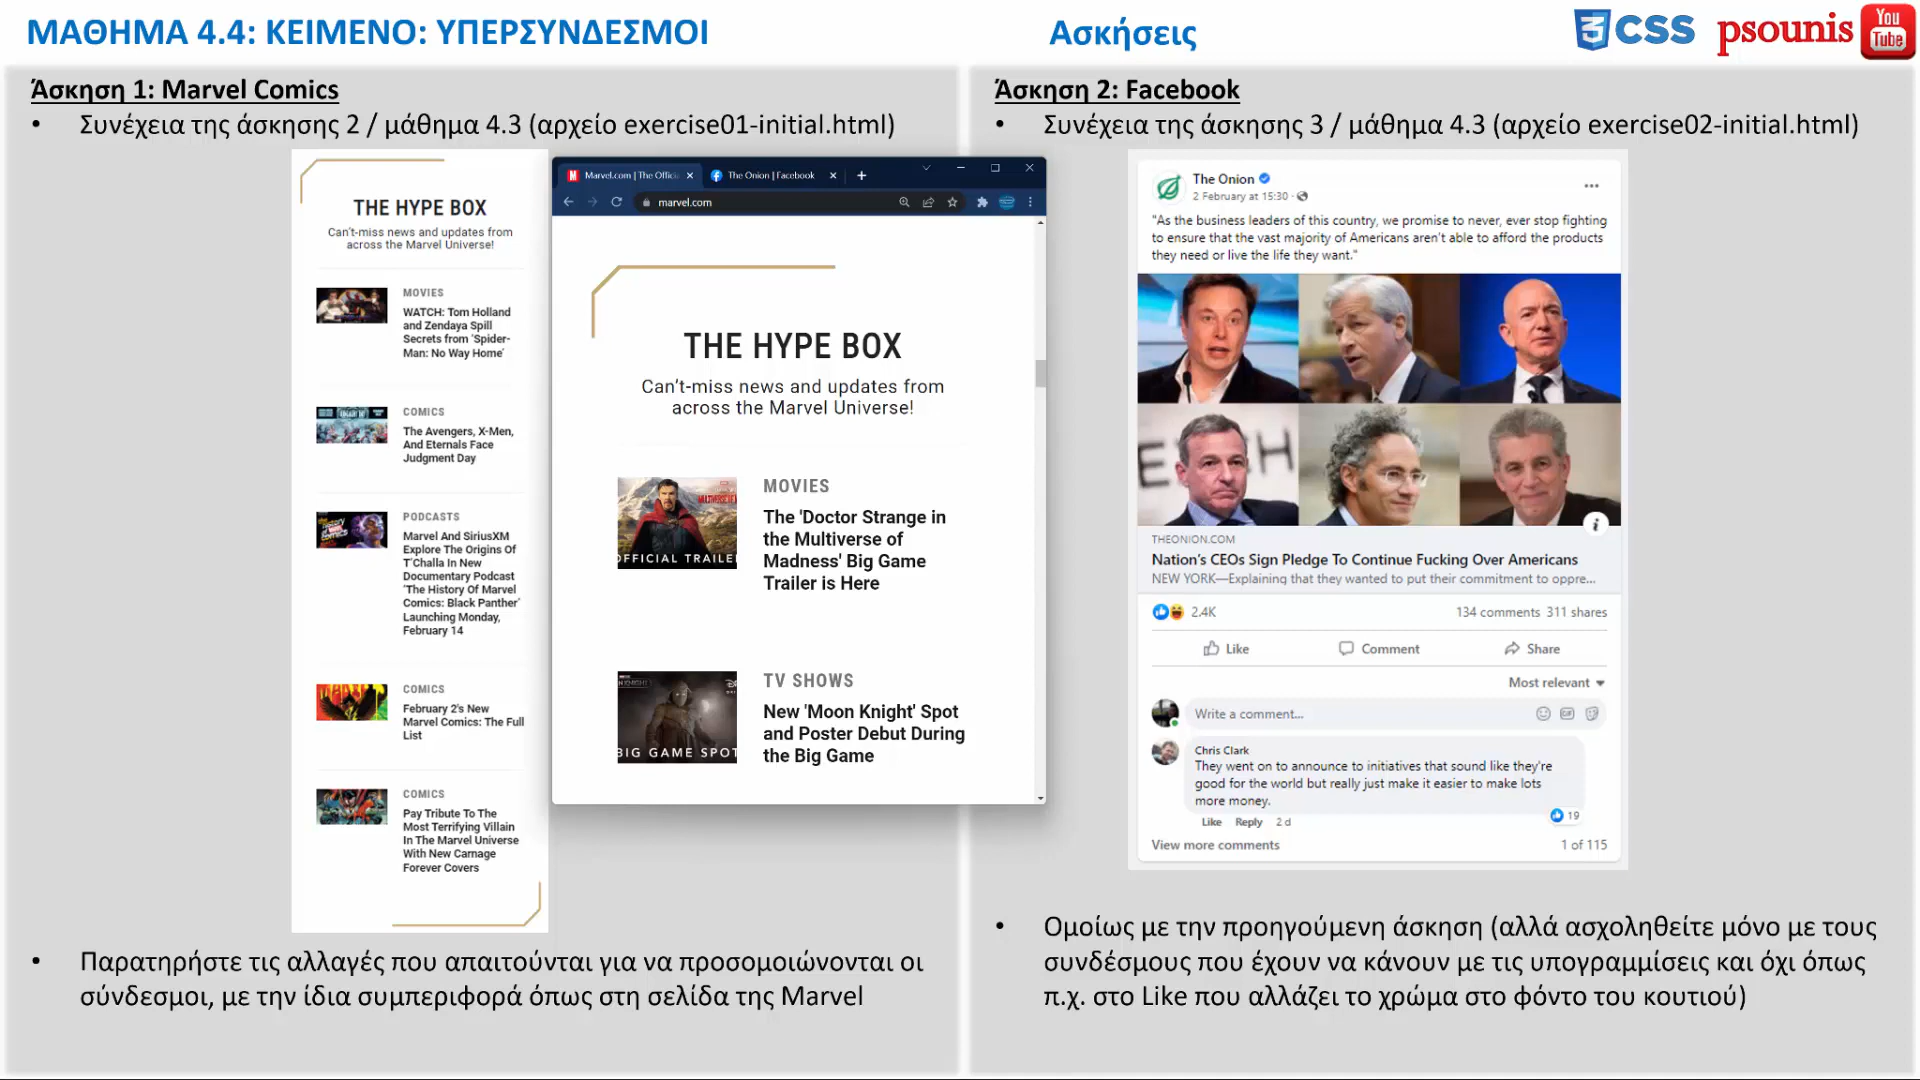 ΜΑΘΗΜΑ 4.4: ΚΕΙΜΕΝΟ: ΥΠΕΡΣΥΝΔΕΣΜΟΙ
Ασκήσεις
3 CSS psounis You Tube
Άσκηση 1: Marvel Comics
• Συνέχεια της άσκησης 2 / μάθημα 4.3 (αρχείο exercise01-initial.html)
THE HYPE BOX
Can't-miss news and updates from
across the Marvel Universe!
MOVIES
WATCH: Tom Holland
and Zendaya Spill
Secrets from 'Spider-
Man: No Way Home'
COMICS
The Avengers, X-Men,
And Eternals Face
Judgment Day
PODCASTS
Marvel And SiriusXM
Explore The Origins Of
T'Challa In New
Documentary Podcast
'The History Of Marvel
Comics: Black Panther'
Launching Monday,
February 14
COMICS
February 2's New
Marvel Comics: The Full
List
COMICS
Pay Tribute To The
Most Terrifying Villain
In The Marvel Universe
With New Carnage
Forever Covers
Marvel.com | The Offici
The Onion | Facebook
marvel.com
THE HYPE BOX
Can't-miss news and updates from
across the Marvel Universe!
OFFICIAL TRAILE
MOVIES
The 'Doctor Strange in
the Multiverse of
Madness' Big Game
Trailer is Here
BIG GAME SPOT
TV SHOWS
New 'Moon Knight' Spot
and Poster Debut During
the Big Game
• Παρατηρήστε τις αλλαγές που απαιτούνται για να προσομοιώνονται οι
σύνδεσμοι, με την ίδια συμπεριφορά όπως στη σελίδα της Marvel
Άσκηση 2: Facebook
• Συνέχεια της άσκησης 3 / μάθημα 4.3 (αρχείο exercise02-initial.html)
The Onion
2 February at 15:30 ·
"As the business leaders of this country, we promise to never, ever stop fighting
to ensure that the vast majority of Americans aren't able to afford the products
they need or live the life they want."
THEONION.COM
Nation's CEOs Sign Pledge To Continue Fucking Over Americans
NEW YORK—Explaining that they wanted to put their commitment to oppre...
2.4K
134 comments 311 shares
Like
Comment
Share
Most relevant
Write a comment...
GIF
Chris Clark
They went on to announce to initiatives that sound like they're
good for the world but really just make it easier to make lots
more money.
19
Like Reply 2 d
View more comments
1 of 115
• Ομοίως με την προηγούμενη άσκηση (αλλά ασχοληθείτε μόνο με τους
συνδέσμους που έχουν να κάνουν με τις υπογραμμίσεις και όχι όπως
π.χ. στο Like που αλλάζει το χρώμα στο φόντο του κουτιού)